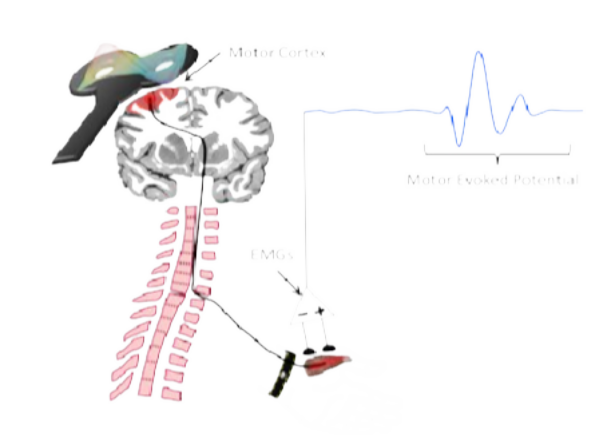 Motor Cortex
Motor Evoked Potential
EMGs
- +